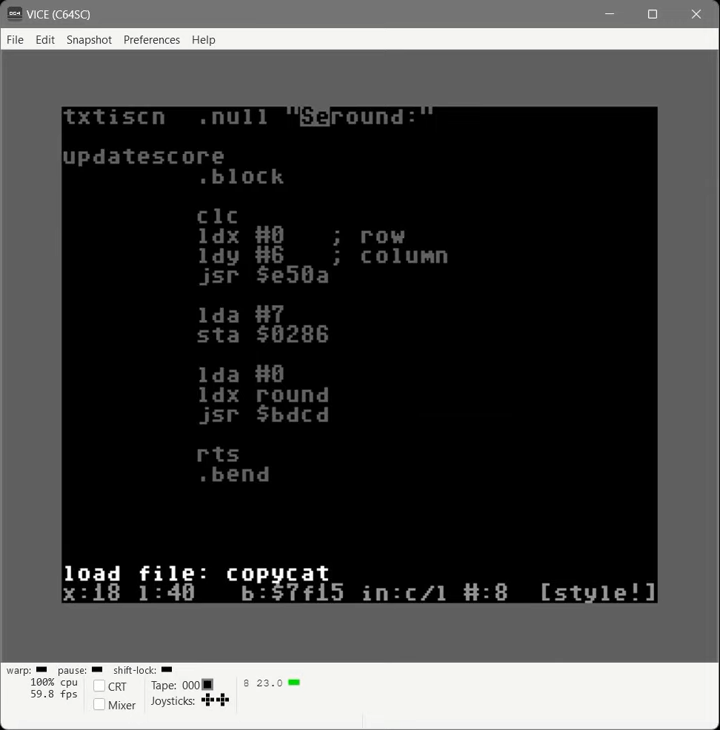 VICE (C64SC)
File Edit Snapshot Preferences Help
txtiscn .null "Seround:"
updatescore
.block
clc
ldx #0 ; row
ldy #6 ; column
jsr $e50a
lda #7
sta $0286
lda #0
ldx round
jsr $bdcd
rts
.bend
load file: copycat
x:18 l:40 b:$7f15 in:c/l #:8 [style!]
warp: pause: shift-lock:
100% cpu
59.8 fps
CRT
Mixer
Tape: 000
Joysticks:
8 23.0